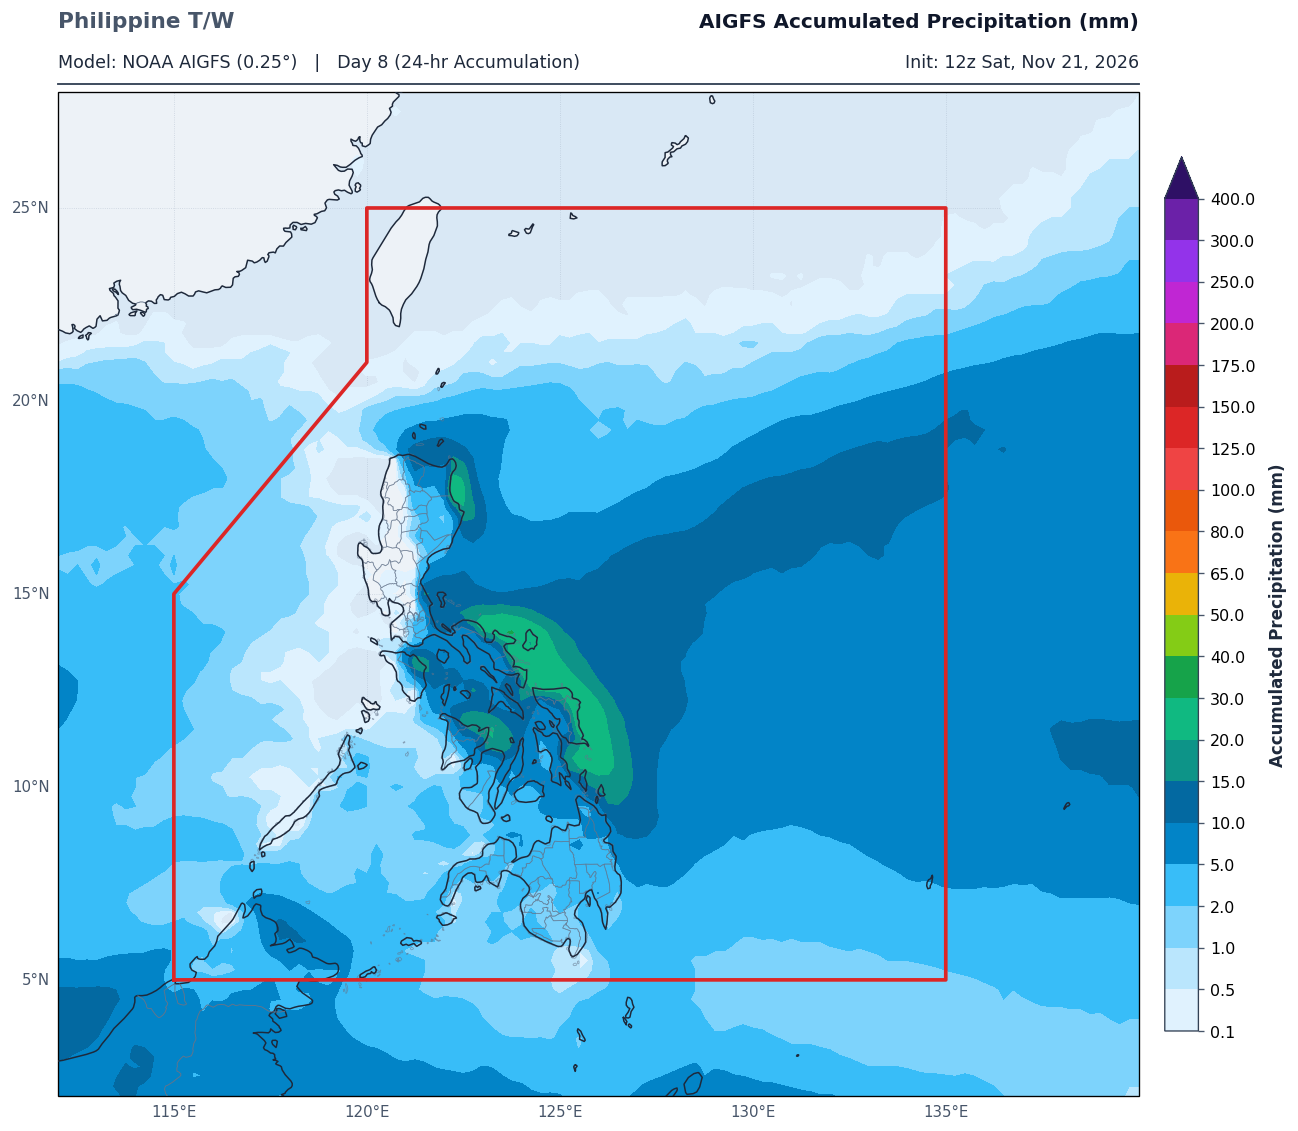 Philippine T/W
AIGFS Accumulated Precipitation (mm)
Model: NOAA AIGFS (0.25°)   |   Day 8 (24-hr Accumulation)
Init: 12z Sat, Nov 21, 2026
25°N
20°N
15°N
10°N
5°N
115°E
120°E
125°E
130°E
135°E
400.0
300.0
250.0
200.0
175.0
150.0
125.0
100.0
80.0
65.0
50.0
40.0
30.0
20.0
15.0
10.0
5.0
2.0
1.0
0.5
0.1
Accumulated Precipitation (mm)